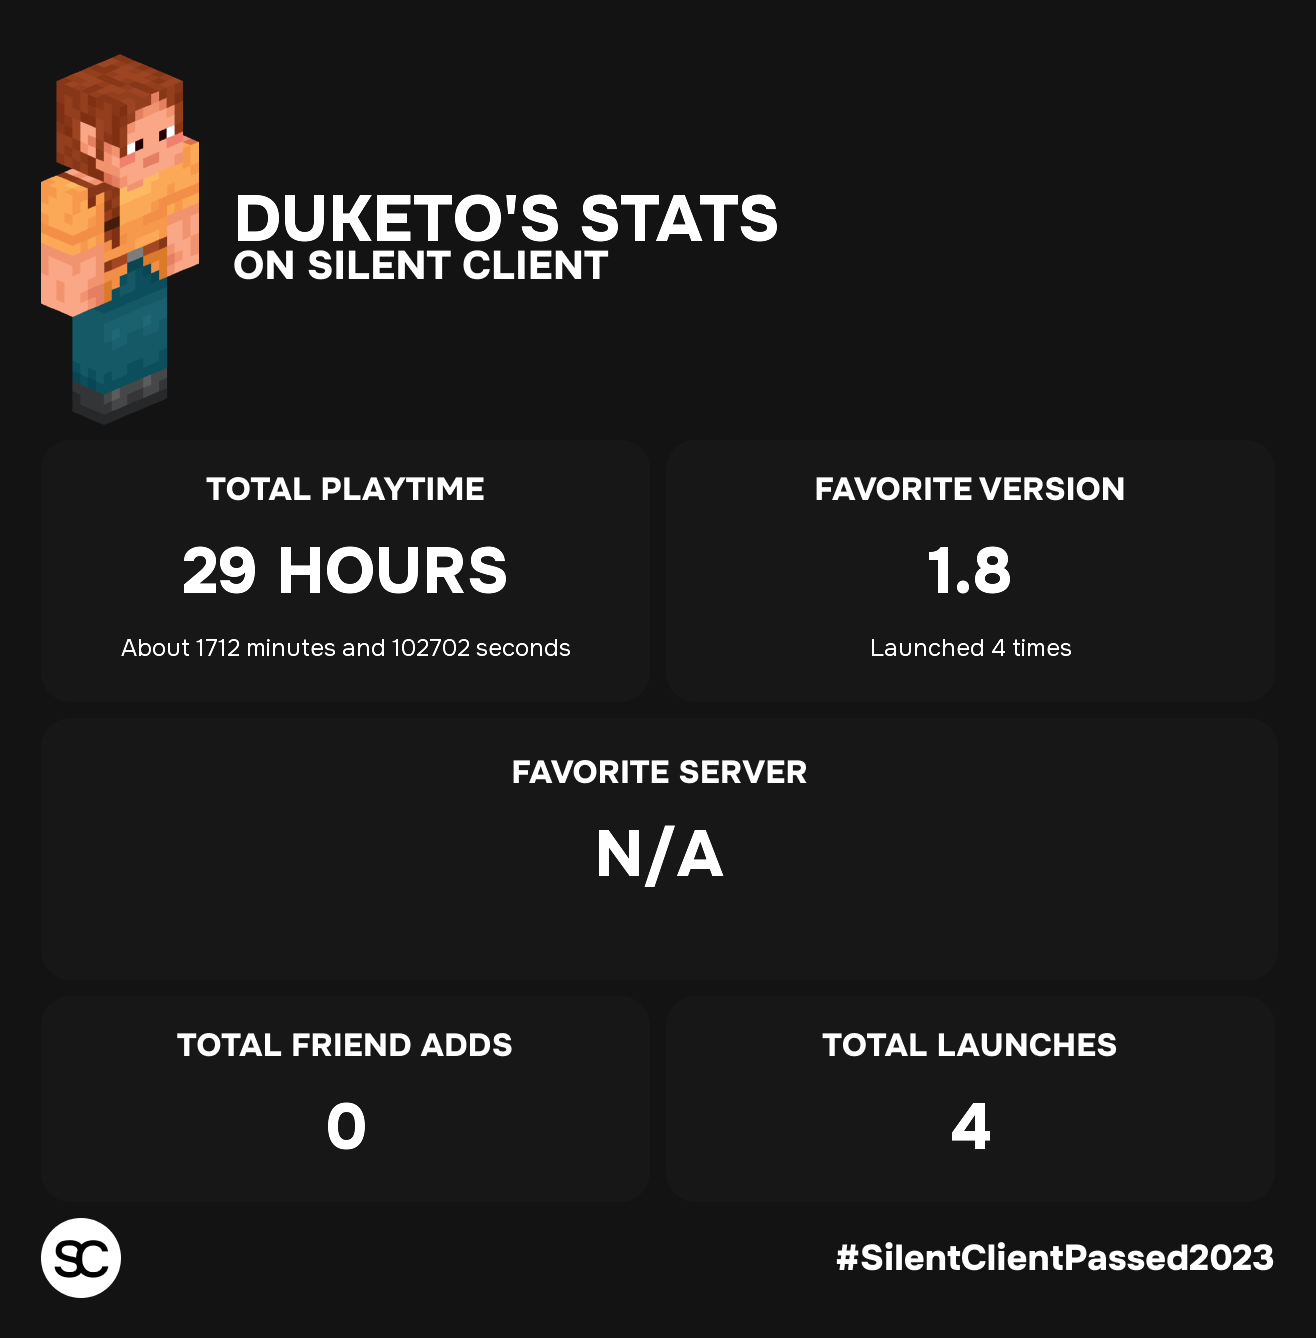 DUKETO'S STATS
ON SILENT CLIENT
TOTAL PLAYTIME
29 HOURS
About 1712 minutes and 102702 seconds
FAVORITE VERSION
1.8
Launched 4 times
FAVORITE SERVER
N/A
TOTAL FRIEND ADDS
0
TOTAL LAUNCHES
4
SC
#SilentClientPassed2023